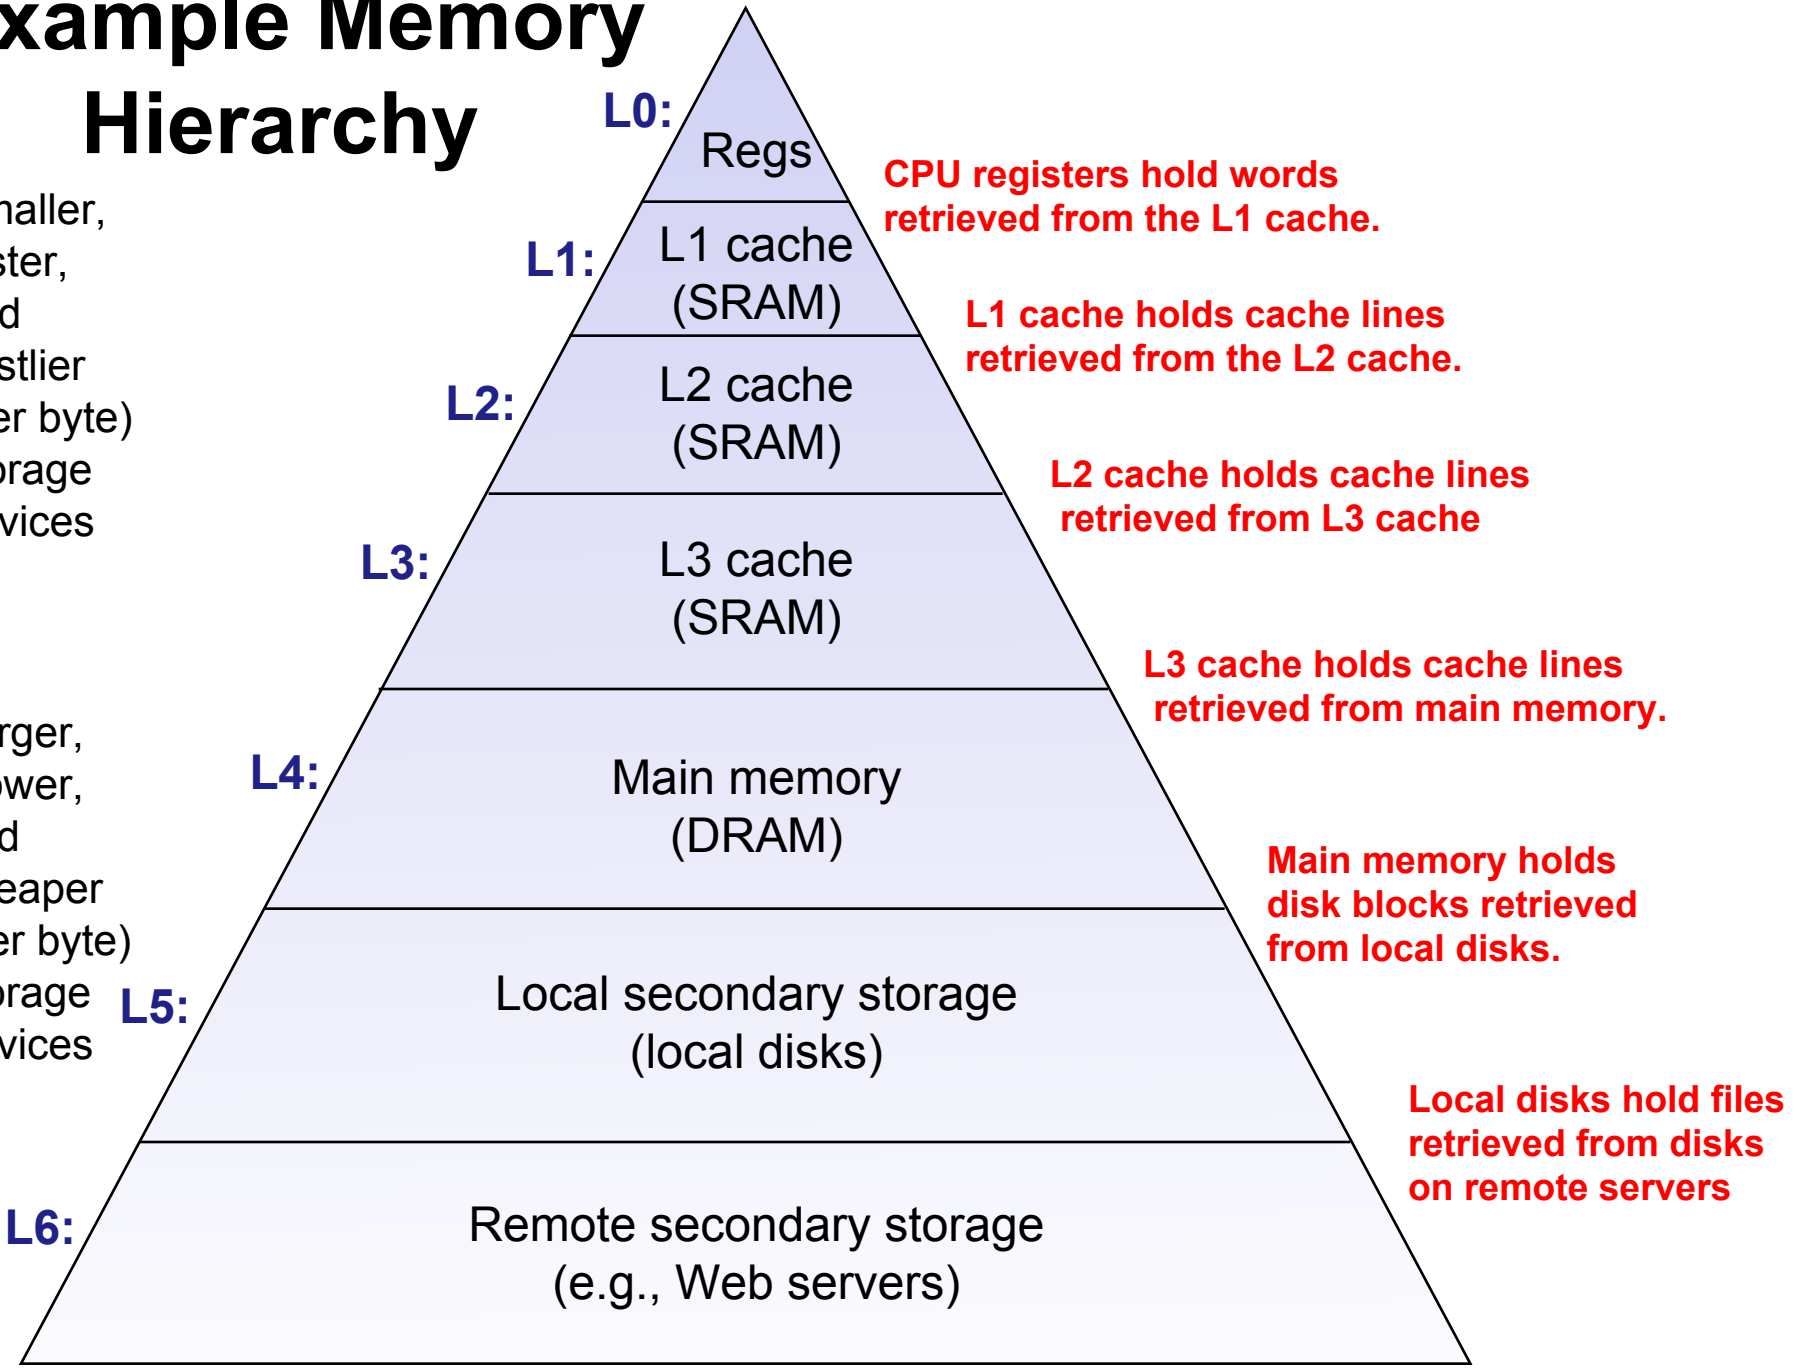 xample Memory
Hierarchy
L0:
Regs
CPU registers hold words
retrieved from the L1 cache.
maller,
ster,
d
stlier
er byte)
orage
vices
L1:
L1 cache
(SRAM)
L1 cache holds cache lines
retrieved from the L2 cache.
L2:
L2 cache
(SRAM)
L2 cache holds cache lines
retrieved from L3 cache
L3:
L3 cache
(SRAM)
L3 cache holds cache lines
retrieved from main memory.
rger,
ower,
d
eaper
er byte)
orage
vices
L4:
Main memory
(DRAM)
Main memory holds
disk blocks retrieved
from local disks.
L5:
Local secondary storage
(local disks)
Local disks hold files
retrieved from disks
on remote servers
L6:
Remote secondary storage
(e.g., Web servers)